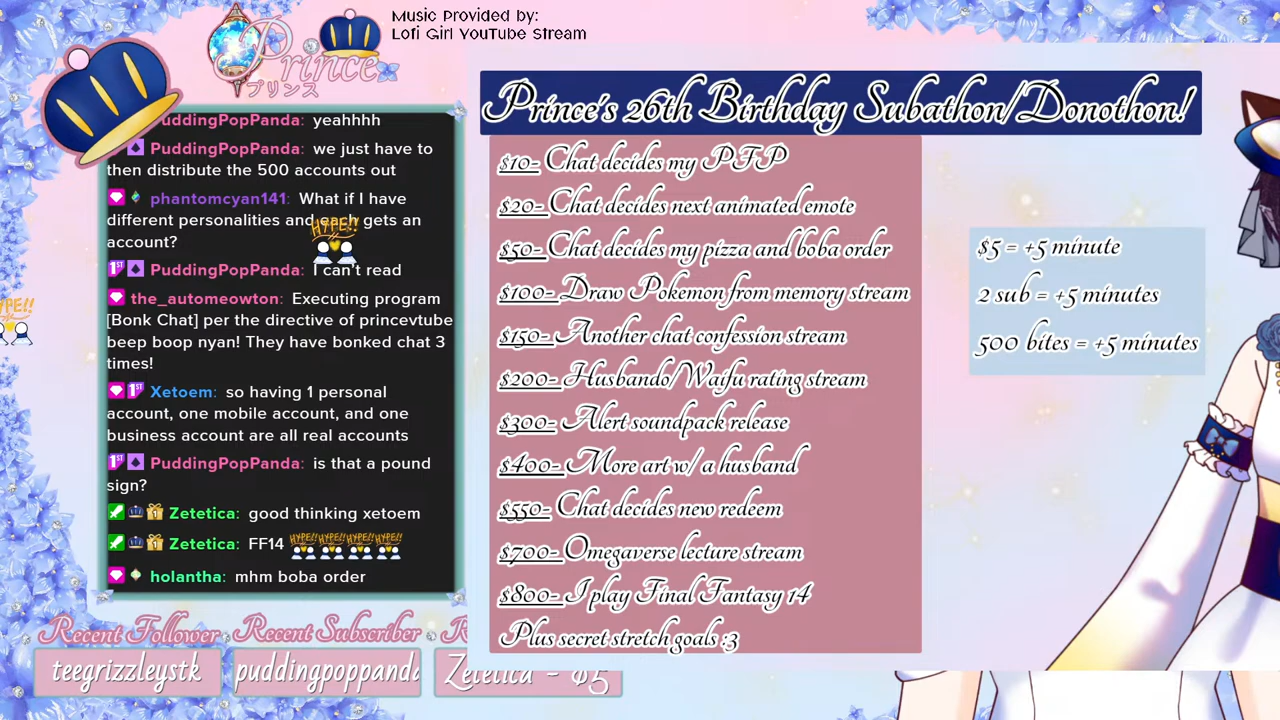 Music Provided by:
Lofi Girl YouTube Stream
Prince
プリンス
PuddingPopPanda: yeahhhh
PuddingPopPanda: we just have to
then distribute the 500 accounts out
phantomcyan141: What if I have
different personalities and each gets an
account?
HYPE!!
PuddingPopPanda: I can't read
the_automeowton: Executing program
[Bonk Chat] per the directive of princevtube
beep boop nyan! They have bonked chat 3
times!
Xetoem: so having 1 personal
account, one mobile account, and one
business account are all real accounts
PuddingPopPanda: is that a pound
sign?
Zetetica: good thinking xetoem
Zetetica: FF14 HYPE!! HYPE!! HYPE!! HYPE!!
holantha: mhm boba order
Recent Follower
teegrizzleystk
Recent Subscriber
puddingpoppanda
Zetetica - $5
Prince's 26th Birthday Subathon/Donothon!
$10- Chat decides my PFP
$20- Chat decides next animated emote
$50- Chat decides my pizza and boba order
$100- Draw Pokemon from memory stream
$150- Another chat confession stream
$200- Husbando/Waifu rating stream
$300- Alert soundpack release
$400- More art w/ a husband
$550- Chat decides new redeem
$700- Omegaverse lecture stream
$800- I play Final Fantasy 14
Plus secret stretch goals :3
$5 = +5 minute
2 sub = +5 minutes
500 bites = +5 minutes